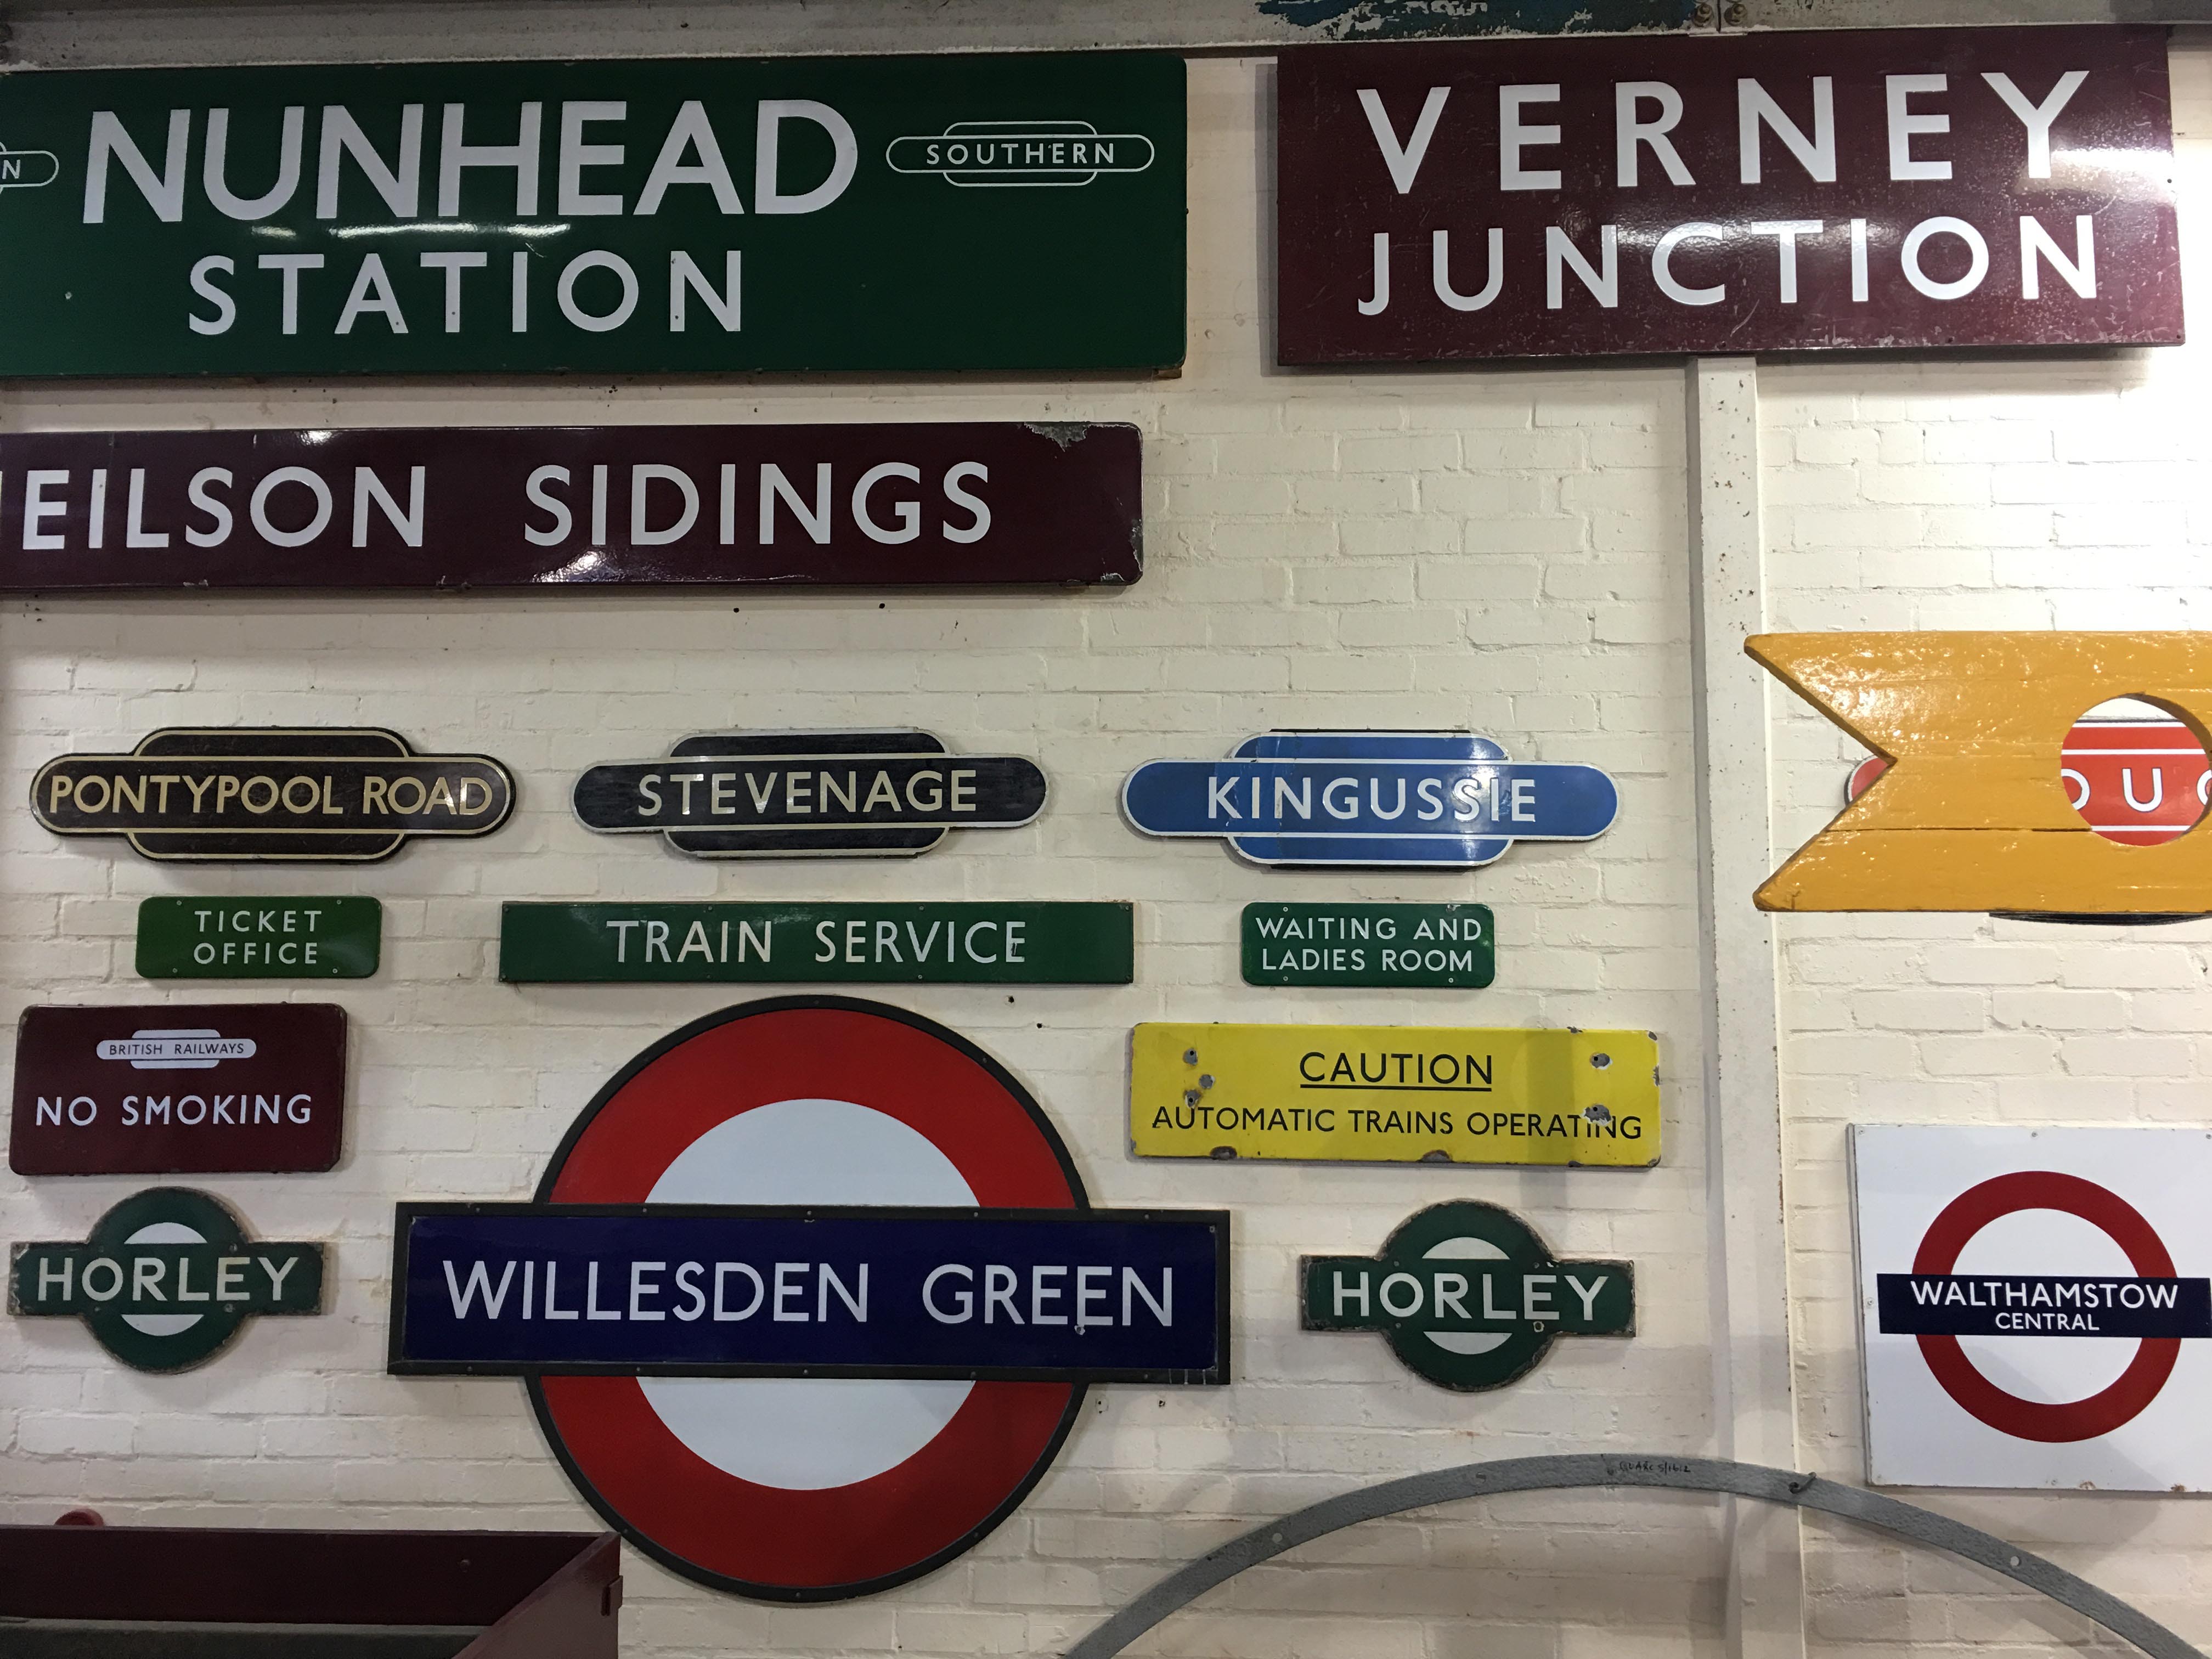 NUNHEAD
SOUTHERN
STATION
VERNEY
JUNCTION
EILSON SIDINGS
PONTYPOOL ROAD
STEVENAGE
KINGUSSIE
TICKET
OFFICE
TRAIN SERVICE
WAITING AND
LADIES ROOM
BRITISH RAILWAYS
NO SMOKING
CAUTION
AUTOMATIC TRAINS OPERATING
HORLEY
WILLESDEN GREEN
HORLEY
WALTHAMSTOW
CENTRAL